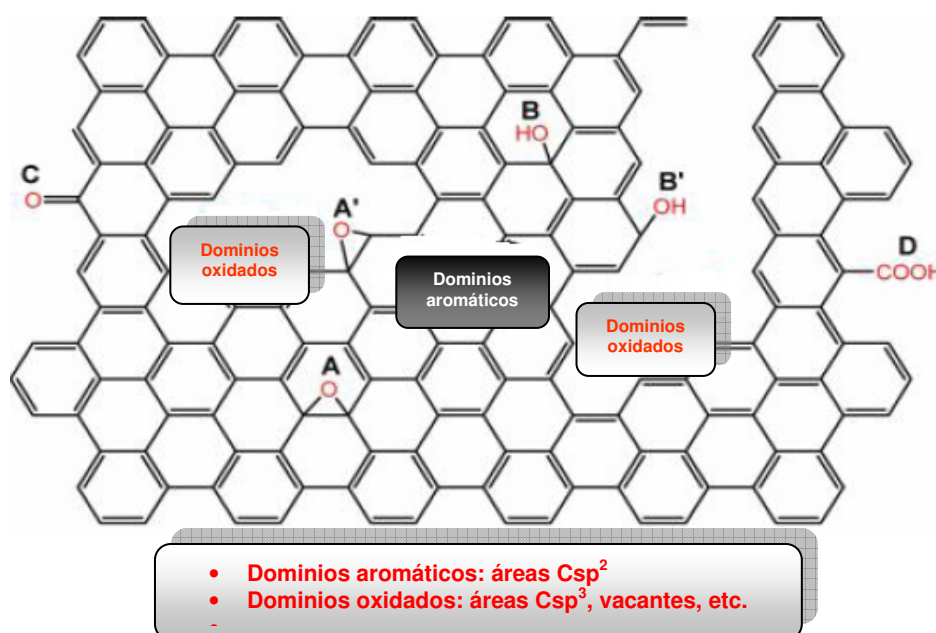 B
HO
C
O
B'
OH
A'
O
D
COOH
Dominios
oxidados
Dominios
aromáticos
Dominios
oxidados
A
O
• Dominios aromáticos: áreas Csp²
• Dominios oxidados: áreas Csp³, vacantes, etc.